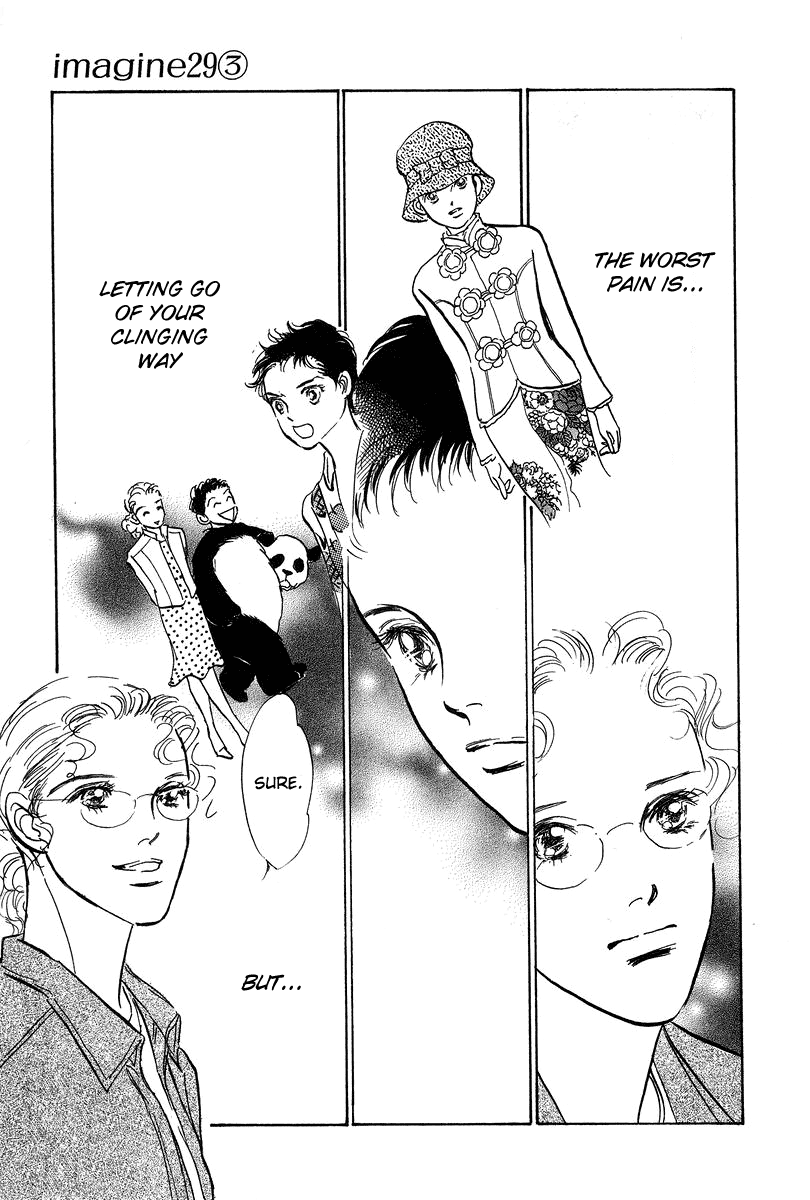 imagine29③
THE WORST
PAIN IS...
LETTING GO
OF YOUR
CLINGING
WAY
SURE.
BUT...